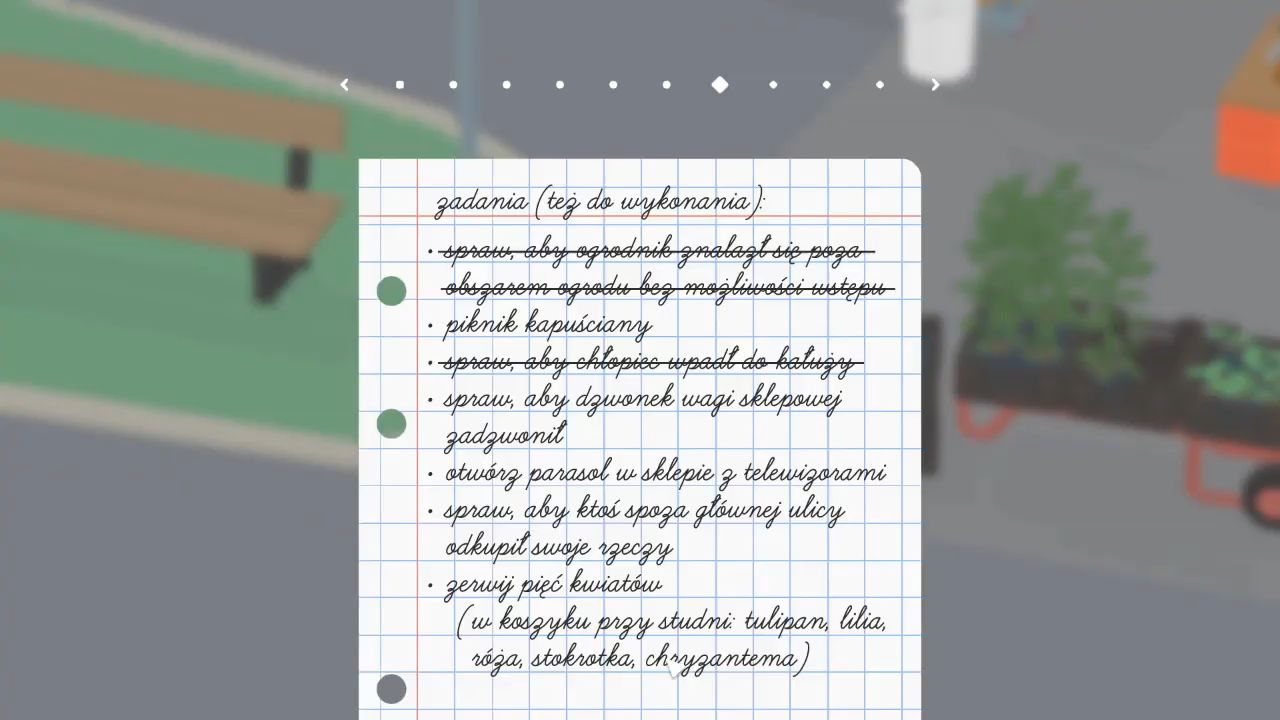 zadania (też do wykonania):
• spraw, aby ogrodnik znalazł się poza
obszarem ogrodu bez możliwości wstępu
• piknik kapuściany
• spraw, aby chłopiec wpadł do kałuży
• spraw, aby dzwonek wagi sklepowej
zadzwonił
• otwórz parasol w sklepie z telewizorami
• spraw, aby ktoś spoza głównej ulicy
odkupił swoje rzeczy
• zerwij pięć kwiatów
(w koszyku przy studni: tulipan, lilia,
róża, stokrotka, chryzantema)